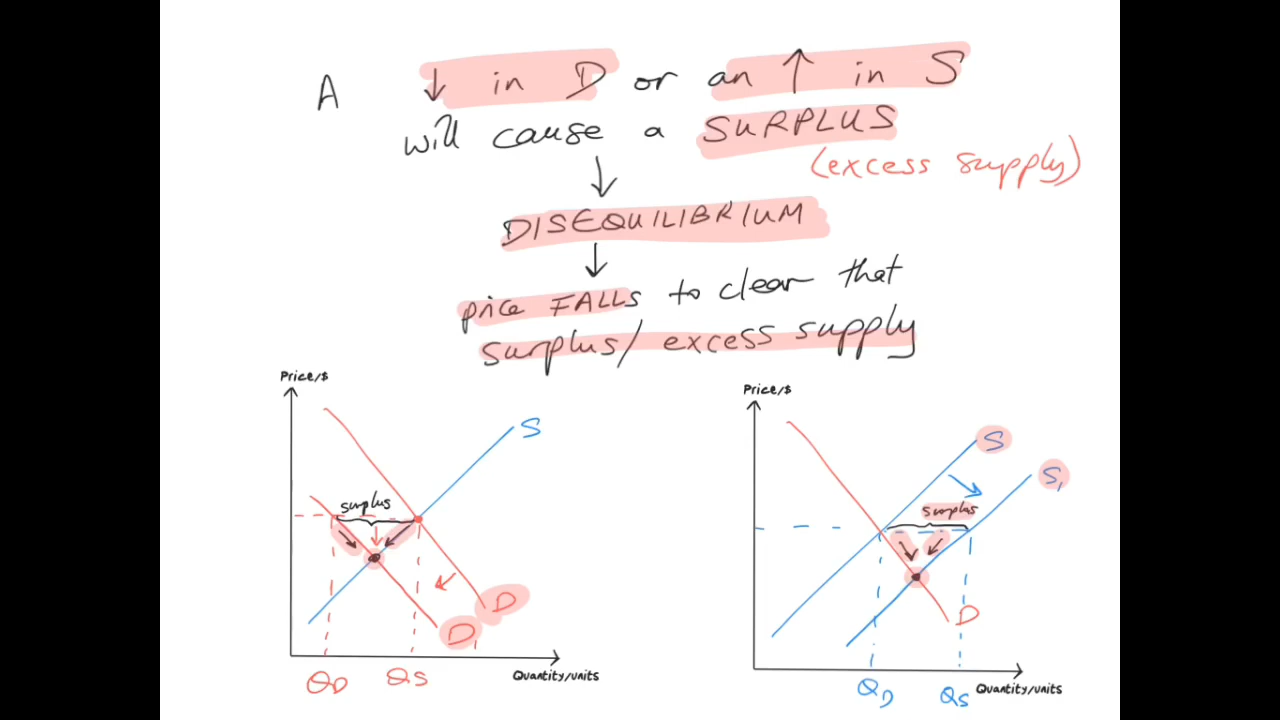 A ↓ in D or an ↑ in S
will cause a SURPLUS
(excess supply)
↓
DISEQUILIBRIUM
↓
price FALLS to clear that
surplus/ excess supply
Price/$
S
surplus
D
D
QD
QS
Quantity/units
Price/$
S
S₁
surplus
D
QD
QS
Quantity/units